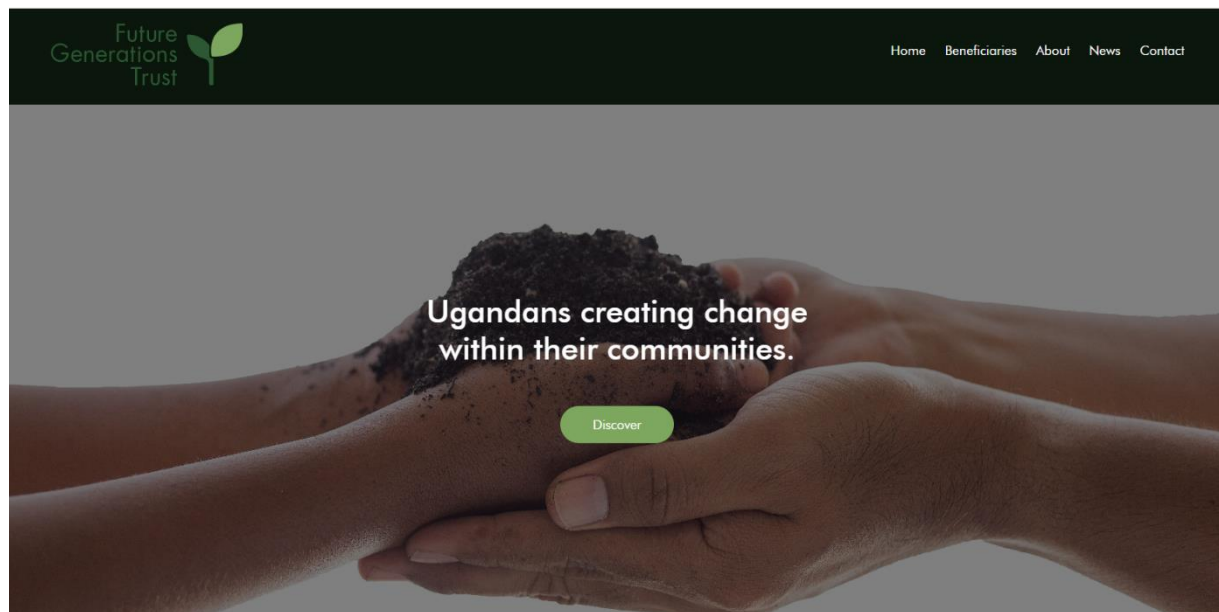 Future
Generations
Trust
Home Beneficiaries About News Contact
Ugandans creating change
within their communities.
Discover